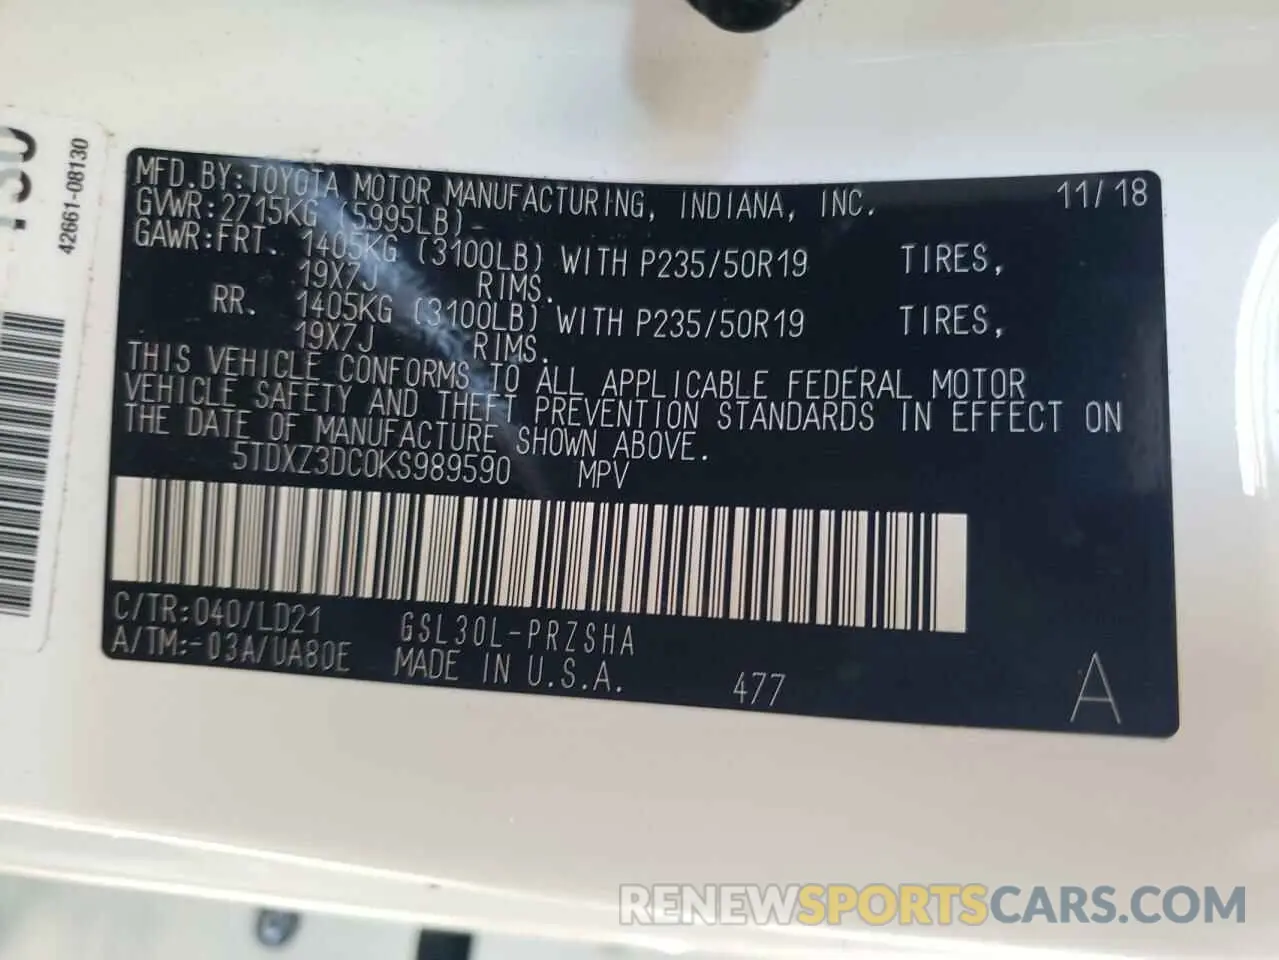 MFD.BY:TOYOTA MOTOR MANUFACTURING, INDIANA, INC. 11/18
GVWR:2715KG (5995LB)
GAWR:FRT. 1405KG (3100LB) WITH P235/50R19 TIRES,
19X7J RIMS.
RR. 1405KG (3100LB) WITH P235/50R19 TIRES,
19X7J RIMS.
THIS VEHICLE CONFORMS TO ALL APPLICABLE FEDERAL MOTOR
VEHICLE SAFETY AND THEFT PREVENTION STANDARDS IN EFFECT ON
THE DATE OF MANUFACTURE SHOWN ABOVE.
5TDXZ3DC0KS989590 MPV
C/TR:040/LD21 GSL30L-PRZSHA
A/TM:-03A/UA80E MADE IN U.S.A. 477 A
42661-08130
RENEWSPORTSCARS.COM